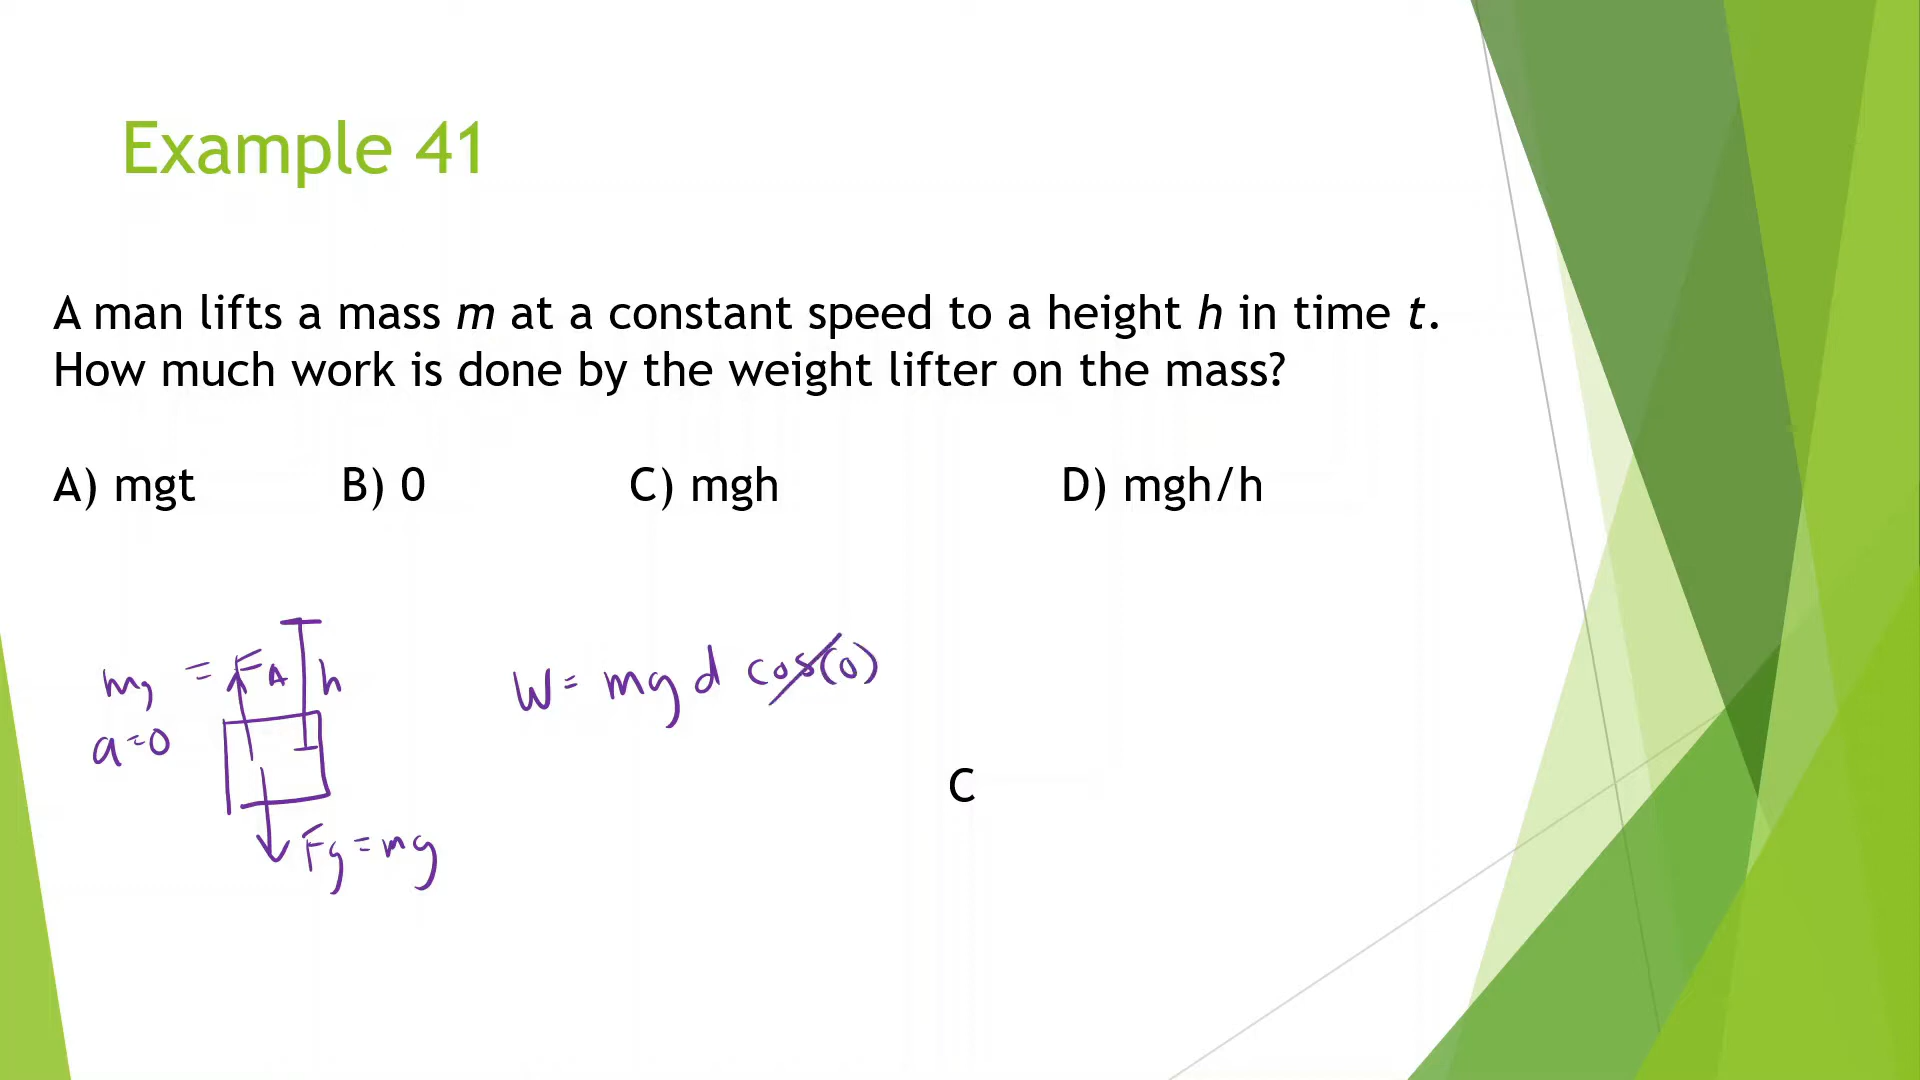 Example 41
A man lifts a mass m at a constant speed to a height h in time t.
How much work is done by the weight lifter on the mass?
A) mgt B) 0 C) mgh D) mgh/h
mg = FA h
a=0
W= mg d cos(0)
C
Fg=mg